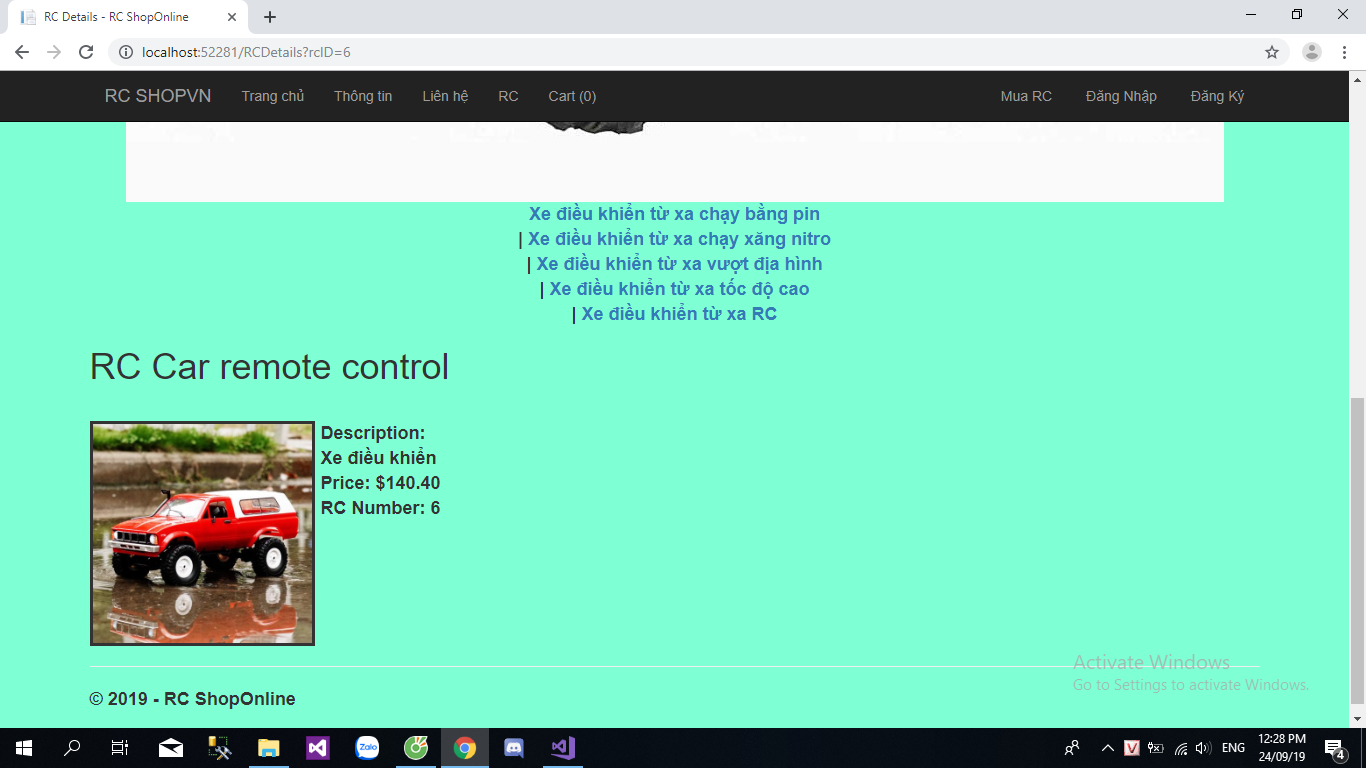 RC Details - RC ShopOnline
localhost:52281/RCDetails?rcID=6
RC SHOPVN Trang chủ Thông tin Liên hệ RC Cart (0) Mua RC Đăng Nhập Đăng Ký
Xe điều khiển từ xa chạy bằng pin
| Xe điều khiển từ xa chạy xăng nitro
| Xe điều khiển từ xa vượt địa hình
| Xe điều khiển từ xa tốc độ cao
| Xe điều khiển từ xa RC
RC Car remote control
Description:
Xe điều khiển
Price: $140.40
RC Number: 6
Activate Windows
Go to Settings to activate Windows.
© 2019 - RC ShopOnline
Zalo
V
ENG
12:28 PM
24/09/19
4